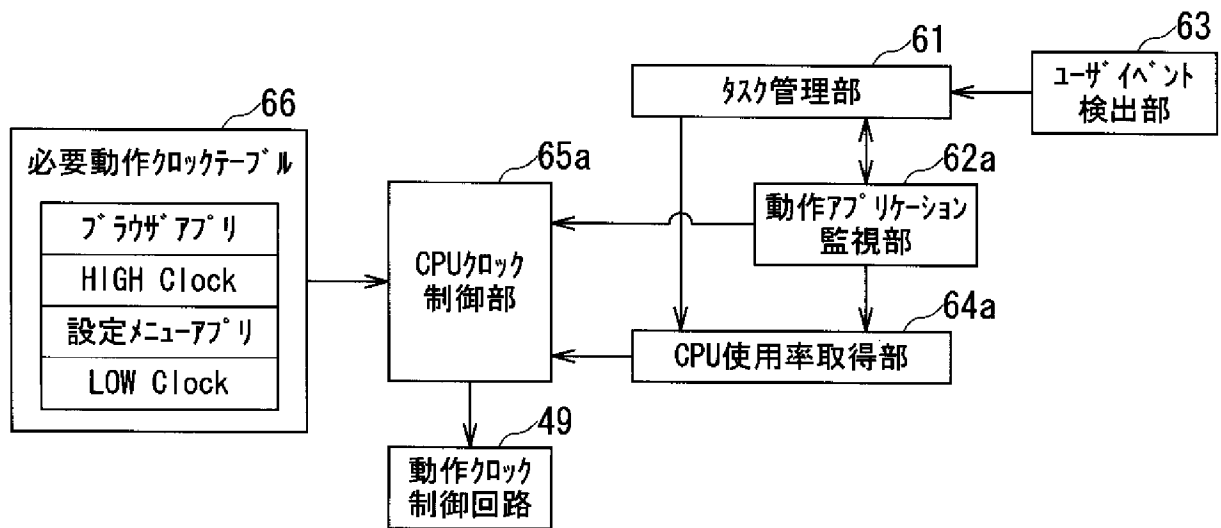 61
タスク管理部
63
ユーザイベント
検出部
66
必要動作クロックテーブル
ブラウザアプリ
HIGH Clock
設定メニューアプリ
LOW Clock
65a
CPUクロック
制御部
62a
動作アプリケーション
監視部
64a
CPU使用率取得部
49
動作クロック
制御回路